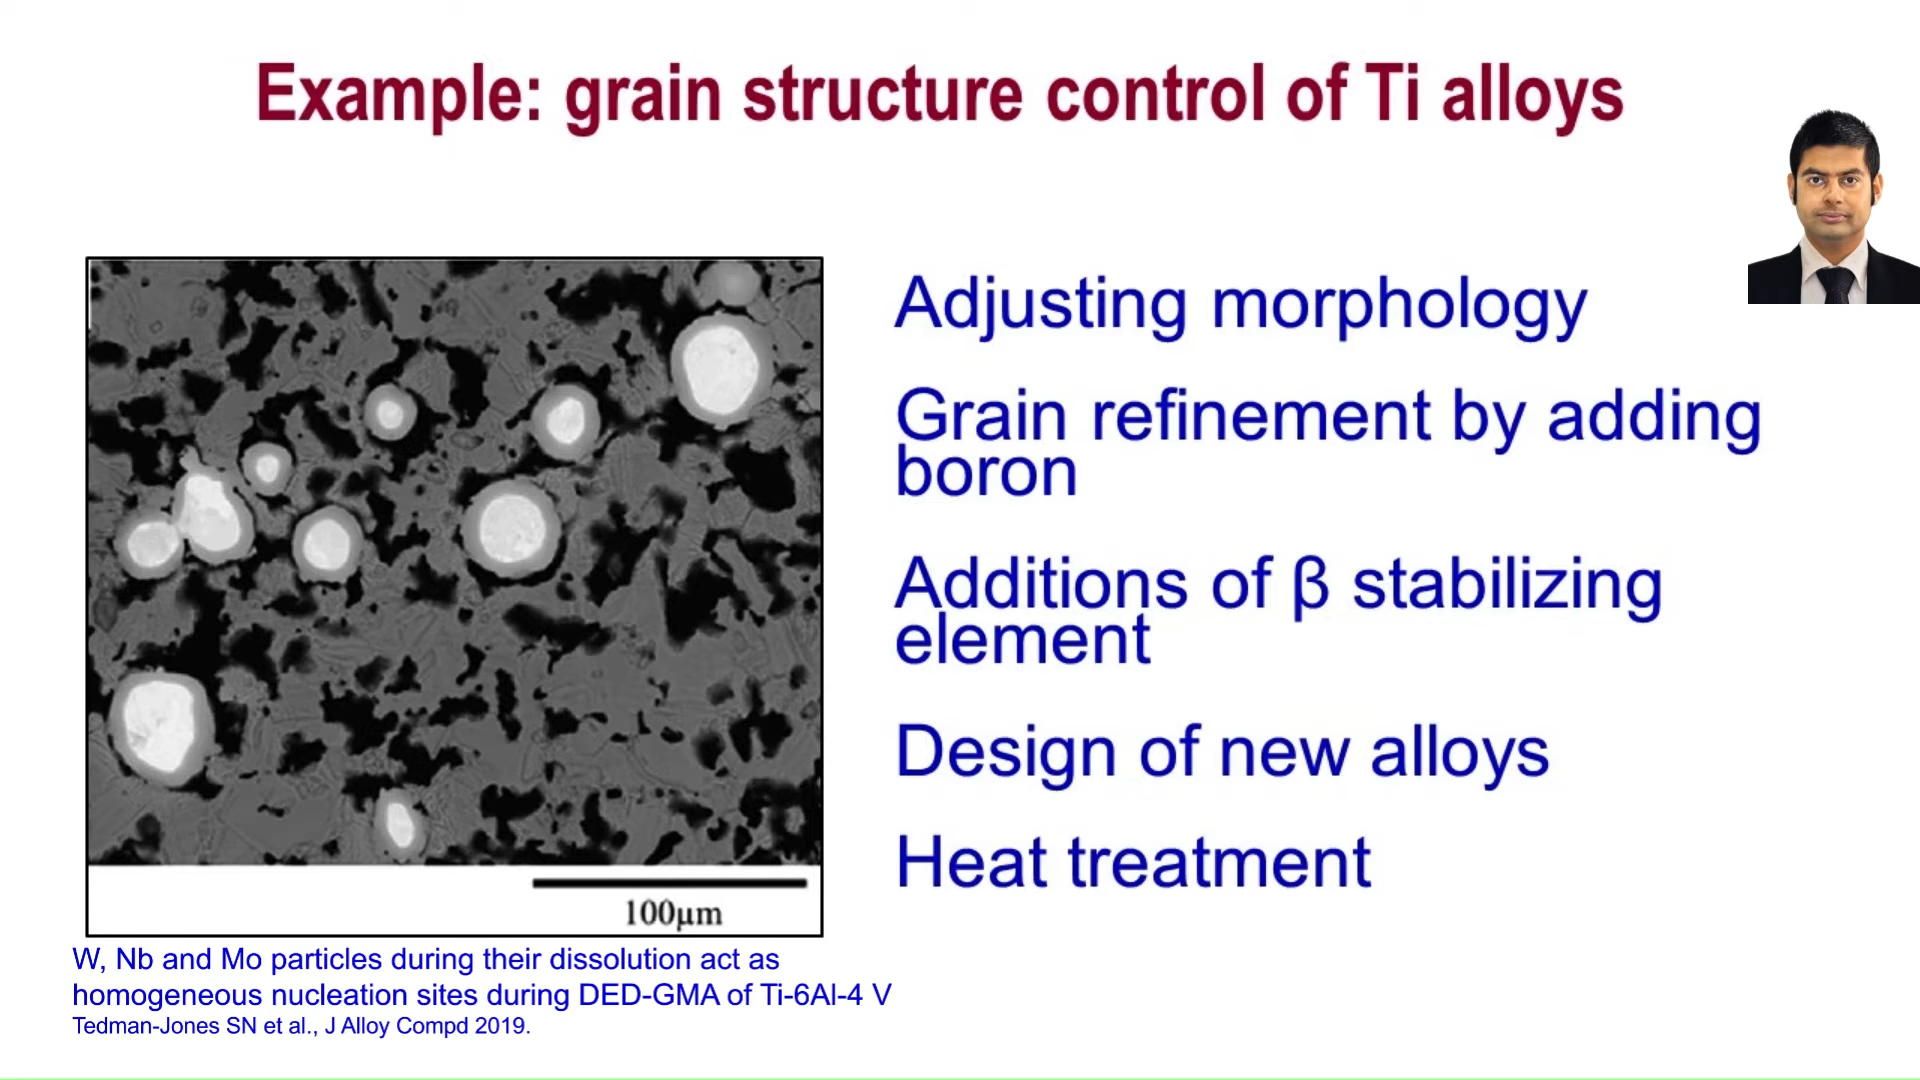 Example: grain structure control of Ti alloys
Adjusting morphology
Grain refinement by adding
boron
Additions of β stabilizing
element
Design of new alloys
Heat treatment
100µm
W, Nb and Mo particles during their dissolution act as
homogeneous nucleation sites during DED-GMA of Ti-6Al-4 V
Tedman-Jones SN et al., J Alloy Compd 2019.